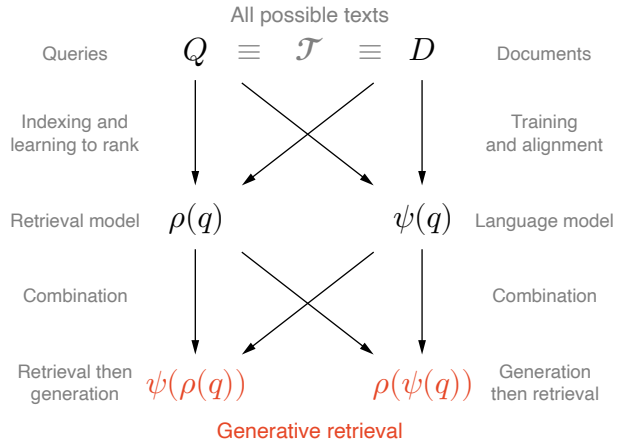 All possible texts
Queries Q ≡ 𝒯 ≡ D Documents
Indexing and
learning to rank
Training
and alignment
Retrieval model ρ(q) ψ(q) Language model
Combination Combination
Retrieval then
generation
ψ(ρ(q)) ρ(ψ(q))
Generation
then retrieval
Generative retrieval